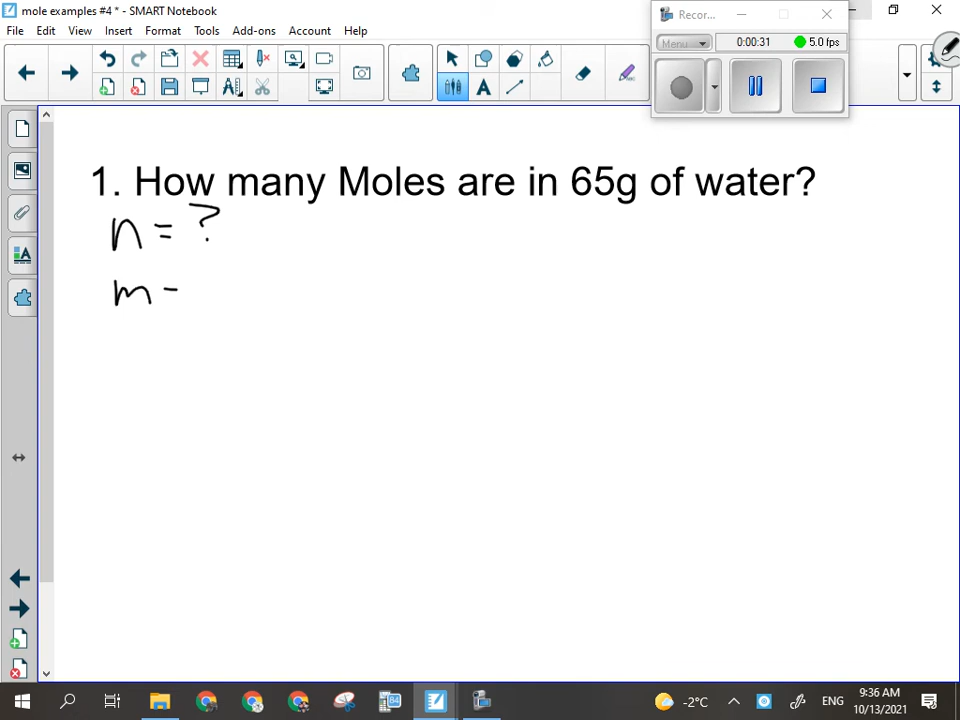 mole examples #4 * - SMART Notebook
Recor...
File Edit View Insert Format Tools Add-ons Account Help
Menu 0:00:31 5.0 fps
1. How many Moles are in 65g of water?
n = ?
m -
-2°C ENG 9:36 AM
10/13/2021